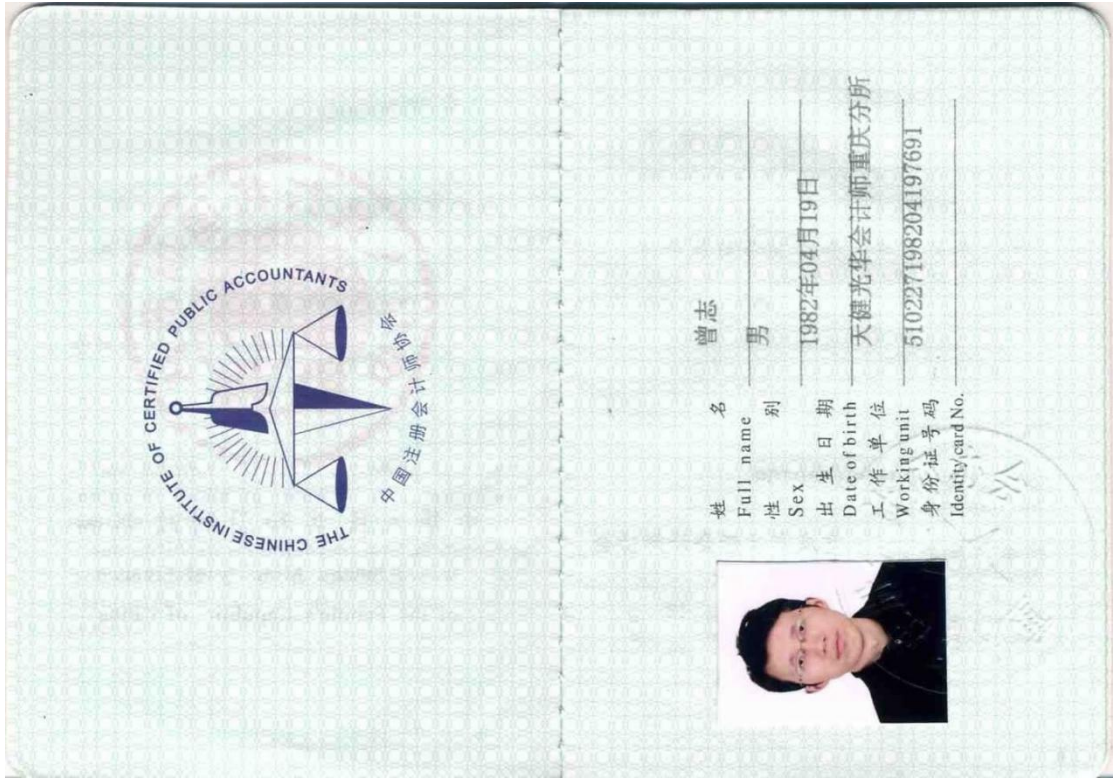 THE CHINESE INSTITUTE OF CERTIFIED PUBLIC ACCOUNTANTS
中国注册会计师协会
姓 名 曾志
Full name
性 别 男
Sex
出 生 日 期 1982年04月19日
Date of birth
工 作 单 位 天健光华会计师重庆分所
Working unit
身 份 证 号 码 510227198204197691
Identity card No.